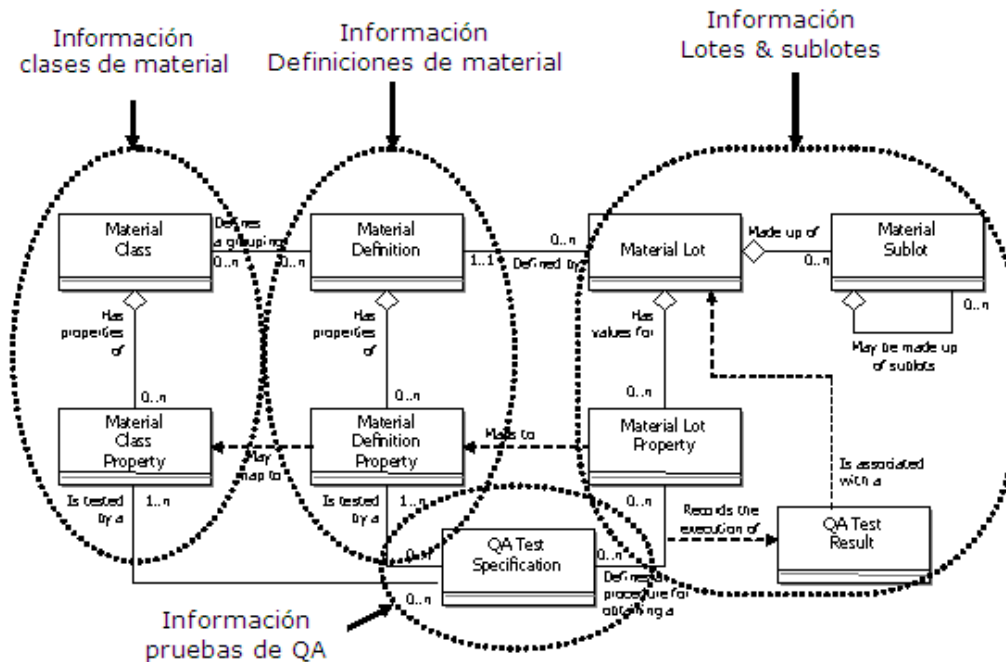 Información
clases de material
Información
Definiciones de material
Información
Lotes & sublotes
Material
Class
Defines
a grouping
0..n
0..n
Material
Definition
1..1
0..n
Defined by
Material Lot
Made up of
0..n
Material
Sublot
0..n
May be made up
of sublots
Has
properties
of
0..n
Has
properties
of
0..n
Has
values for
0..n
Material
Class
Property
May
map to
Material
Definition
Property
Maps to
Material Lot
Property
Is tested
by a
1..n
Is tested
by a
1..n
0..n
Records the
execution of
Is associated
with a
QA Test
Result
0..n
QA Test
Specification
0..n
0..n
Defines a
procedure for
obtaining a
Información
pruebas de QA